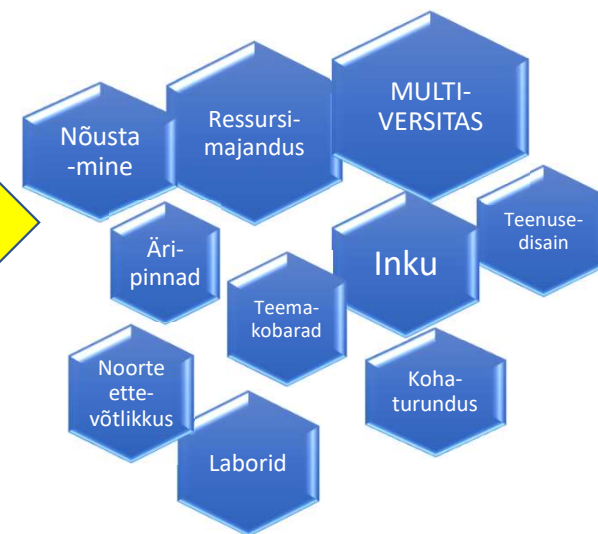 Nõusta
-mine
Ressursi-
majandus
MULTI-
VERSITAS
Äri-
pinnad
Teema-
kobarad
Inku
Teenuse-
disain
Noorte
ette-
võtlikkus
Laborid
Koha-
turundus